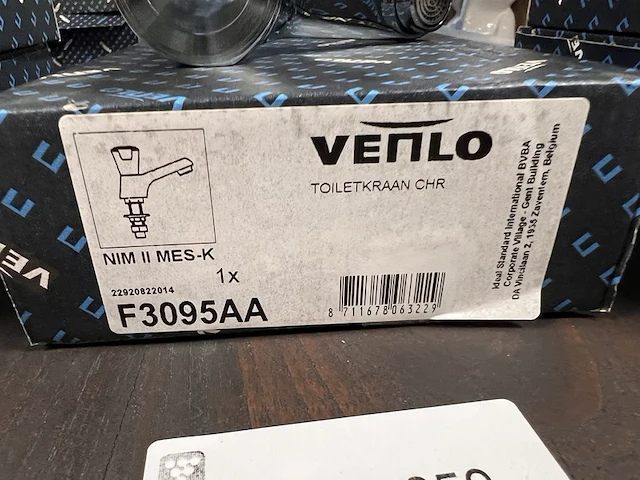 VENLO
TOILETKRAAN CHR
NIM II MES-K
1x
22920822014
F3095AA
8 711678 063229
Ideal Standard International BVBA
Corporate Village - Gent Building
DA Vincilaan 2, 1935 Zaventem, Belgium